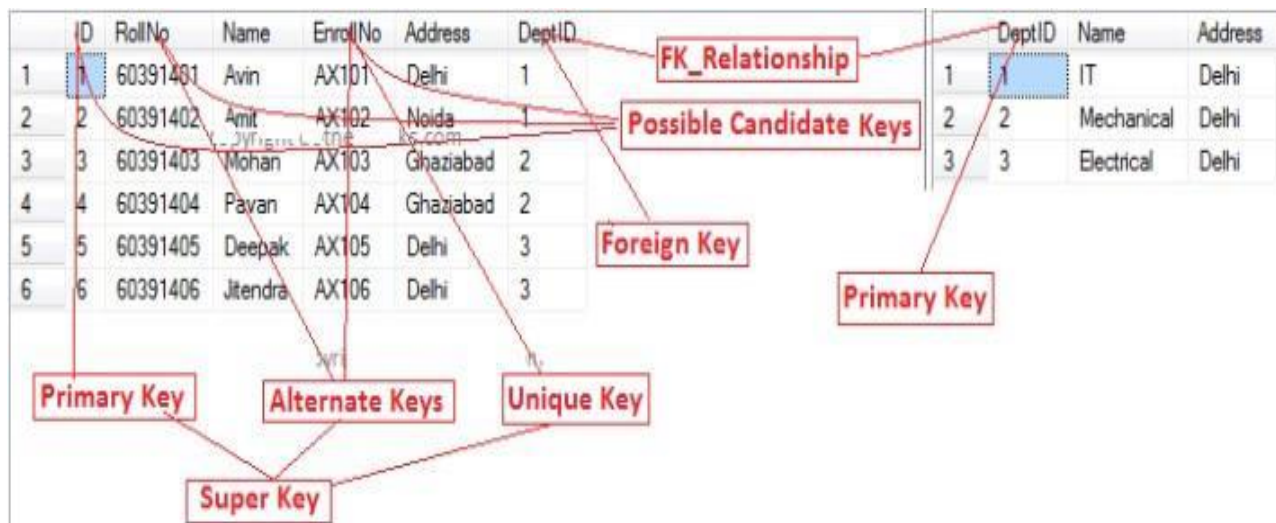 ID RollNo Name EnrollNo Address DeptID
1 1 60391401 Avin AX101 Delhi 1
2 2 60391402 Amit AX102 Noida 1
3 3 60391403 Mohan AX103 Ghaziabad 2
4 4 60391404 Pavan AX104 Ghaziabad 2
5 5 60391405 Deepak AX105 Delhi 3
6 6 60391406 Jitendra AX106 Delhi 3
FK_Relationship
Possible Candidate Keys
Foreign Key
DeptID Name Address
1 1 IT Delhi
2 2 Mechanical Delhi
3 3 Electrical Delhi
Primary Key
Primary Key
Alternate Keys
Unique Key
Super Key